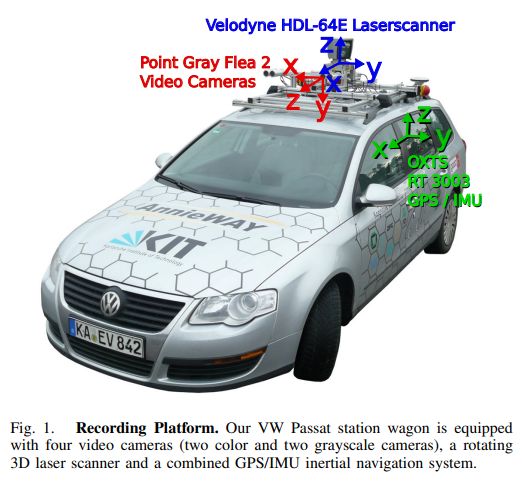 Velodyne HDL-64E Laserscanner
Point Gray Flea 2
Video Cameras
z
y
x
x
z
y
z
y
x
OXTS
RT 3003
GPS / IMU
AnnieWAY
KIT
Karlsruhe Institute of Technology
KA EV 842
Fig. 1. Recording Platform. Our VW Passat station wagon is equipped
with four video cameras (two color and two grayscale cameras), a rotating
3D laser scanner and a combined GPS/IMU inertial navigation system.